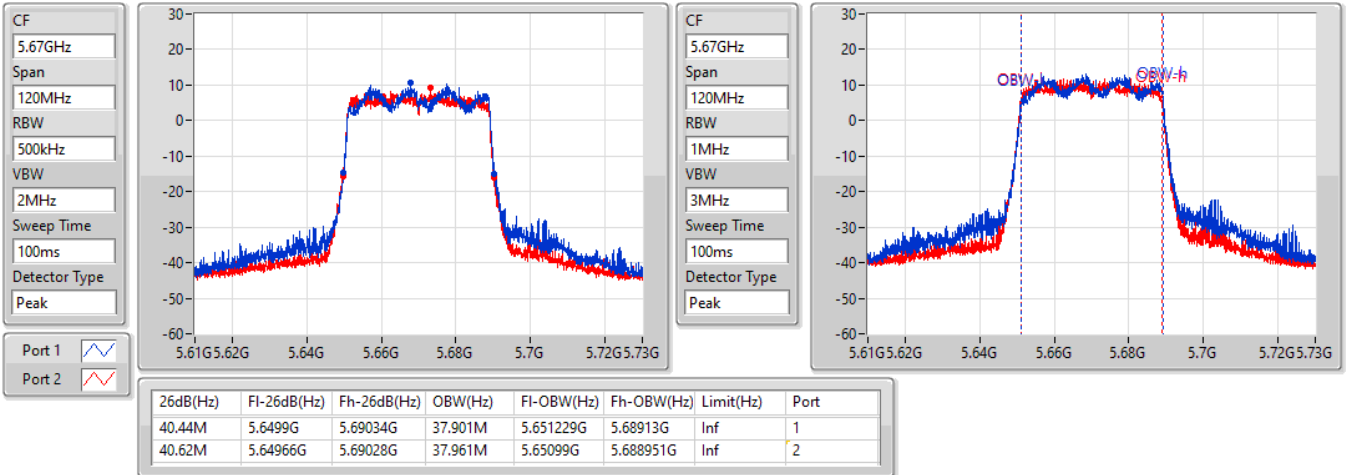 CF
5.67GHz
Span
120MHz
RBW
500kHz
VBW
2MHz
Sweep Time
100ms
Detector Type
Peak
30
20
10
0
-10
-20
-30
-40
-50
-60
5.61G 5.62G 5.64G 5.66G 5.68G 5.7G 5.72G 5.73G
CF
5.67GHz
Span
120MHz
RBW
1MHz
VBW
3MHz
Sweep Time
100ms
Detector Type
Peak
30
20
10
0
-10
-20
-30
-40
-50
-60
OBW-l OBW-h
5.61G 5.62G 5.64G 5.66G 5.68G 5.7G 5.72G 5.73G
Port 1
Port 2
26dB(Hz) Fl-26dB(Hz) Fh-26dB(Hz) OBW(Hz) Fl-OBW(Hz) Fh-OBW(Hz) Limit(Hz) Port
40.44M 5.6499G 5.69034G 37.901M 5.651229G 5.68913G Inf 1
40.62M 5.64966G 5.69028G 37.961M 5.65099G 5.688951G Inf 2